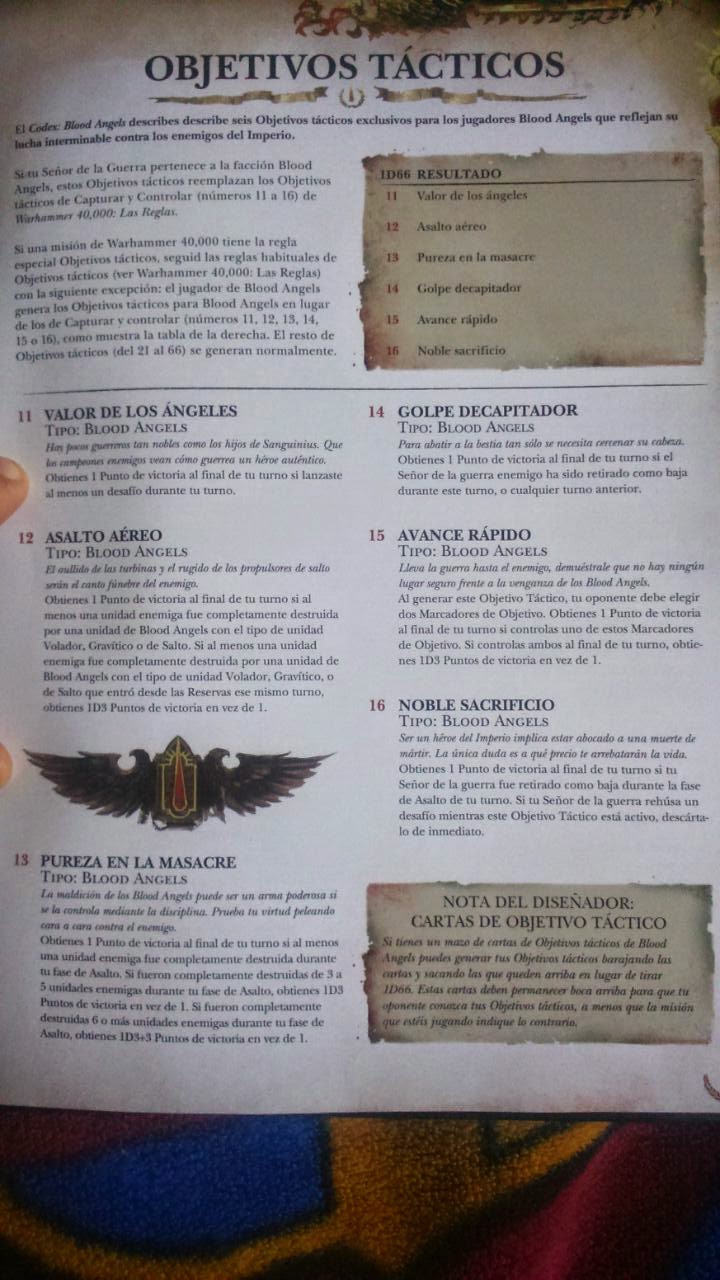 OBJETIVOS TÁCTICOS
El Codex: Blood Angels describes describe seis Objetivos tácticos exclusivos para los jugadores Blood Angels que reflejan su
lucha interminable contra los enemigos del Imperio.
Si tu Señor de la Guerra pertenece a la facción Blood
Angels, estos Objetivos tácticos reemplazan los Objetivos
tácticos de Capturar y Controlar (números 11 a 16) de
Warhammer 40,000: Las Reglas.
Si una misión de Warhammer 40,000 tiene la regla
especial Objetivos tácticos, seguid las reglas habituales de
Objetivos tácticos (ver Warhammer 40,000: Las Reglas)
con la siguiente excepción: el jugador de Blood Angels
genera los Objetivos tácticos para Blood Angels en lugar
de los de Capturar y controlar (números 11, 12, 13, 14,
15 o 16), como muestra la tabla de la derecha. El resto de
Objetivos tácticos (del 21 al 66) se generan normalmente.
1D66 RESULTADO
11 Valor de los ángeles
12 Asalto aéreo
13 Pureza en la masacre
14 Golpe decapitador
15 Avance rápido
16 Noble sacrificio
11 VALOR DE LOS ÁNGELES
TIPO: BLOOD ANGELS
Hay pocos guerreros tan nobles como los hijos de Sanguinius. Que
los campeones enemigos vean cómo guerrea un héroe auténtico.
Obtienes 1 Punto de victoria al final de tu turno si lanzaste
al menos un desafío durante tu turno.
12 ASALTO AÉREO
TIPO: BLOOD ANGELS
El aullido de las turbinas y el rugido de los propulsores de salto
serán el canto fúnebre del enemigo.
Obtienes 1 Punto de victoria al final de tu turno si al
menos una unidad enemiga fue completamente destruida
por una unidad de Blood Angels con el tipo de unidad
Volador, Gravítico o de Salto. Si al menos una unidad
enemiga fue completamente destruida por una unidad de
Blood Angels con el tipo de unidad Volador, Gravítico, o
de Salto que entró desde las Reservas ese mismo turno,
obtienes 1D3 Puntos de victoria en vez de 1.
13 PUREZA EN LA MASACRE
TIPO: BLOOD ANGELS
La maldición de los Blood Angels puede ser un arma poderosa si
se la controla mediante la disciplina. Prueba tu virtud peleando
cara a cara contra el enemigo.
Obtienes 1 Punto de victoria al final de tu turno si al menos
una unidad enemiga fue completamente destruida durante
tu fase de Asalto. Si fueron completamente destruidas de 3 a
5 unidades enemigas durante tu fase de Asalto, obtienes 1D3
Puntos de victoria en vez de 1. Si fueron completamente
destruidas 6 o más unidades enemigas durante tu fase de
Asalto, obtienes 1D3+3 Puntos de victoria en vez de 1.
14 GOLPE DECAPITADOR
TIPO: BLOOD ANGELS
Para abatir a la bestia tan sólo se necesita cercenar su cabeza.
Obtienes 1 Punto de victoria al final de tu turno si el
Señor de la guerra enemigo ha sido retirado como baja
durante este turno, o cualquier turno anterior.
15 AVANCE RÁPIDO
TIPO: BLOOD ANGELS
Lleva la guerra hasta el enemigo, demuéstrale que no hay ningún
lugar seguro frente a la venganza de los Blood Angels.
Al generar este Objetivo Táctico, tu oponente debe elegir
dos Marcadores de Objetivo. Obtienes 1 Punto de victoria
al final de tu turno si controlas uno de estos Marcadores
de Objetivo. Si controlas ambos al final de tu turno, obtie-
nes 1D3 Puntos de victoria en vez de 1.
16 NOBLE SACRIFICIO
TIPO: BLOOD ANGELS
Ser un héroe del Imperio implica estar abocado a una muerte de
mártir. La única duda es a qué precio te arrebatarán la vida.
Obtienes 1 Punto de victoria al final de tu turno si tu
Señor de la guerra fue retirado como baja durante la fase
de Asalto de tu turno. Si tu Señor de la guerra rehúsa un
desafío mientras este Objetivo Táctico está activo, descárta-
lo de inmediato.
NOTA DEL DISEÑADOR:
CARTAS DE OBJETIVO TÁCTICO
Si tienes un mazo de cartas de Objetivos tácticos de Blood
Angels puedes generar tus Objetivos tácticos barajando las
cartas y sacando las que queden arriba en lugar de tirar
1D66. Estas cartas deben permanecer boca arriba para que tu
oponente conozca tus Objetivos tácticos, a menos que la misión
que estéis jugando indique lo contrario.